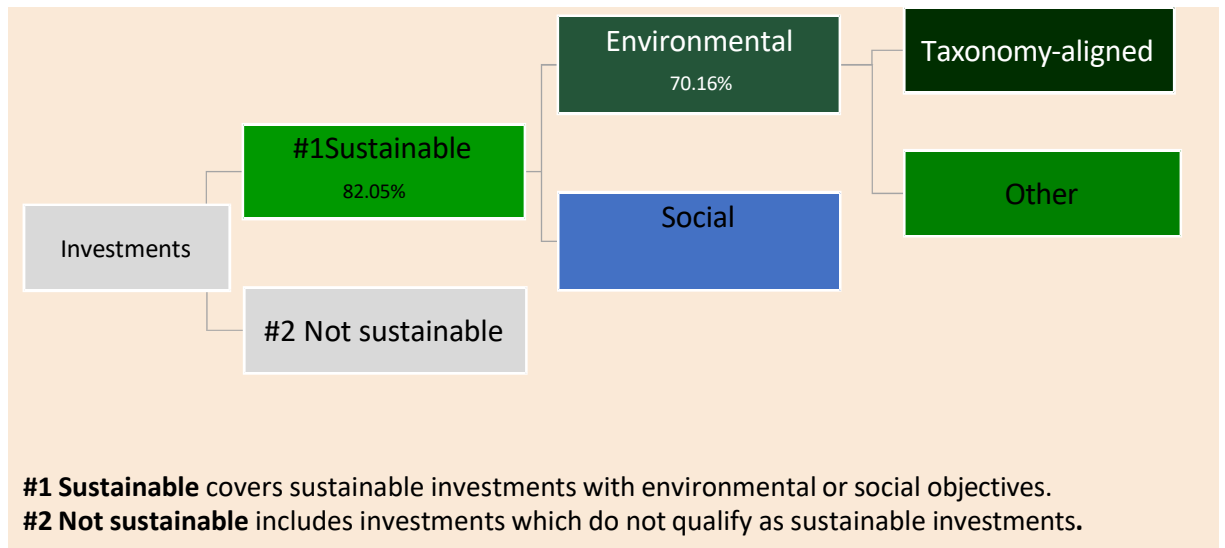 Environmental
70.16%
Taxonomy-aligned
#1Sustainable
82.05%
Other
Social
Investments
#2 Not sustainable
#1 Sustainable covers sustainable investments with environmental or social objectives.
#2 Not sustainable includes investments which do not qualify as sustainable investments.